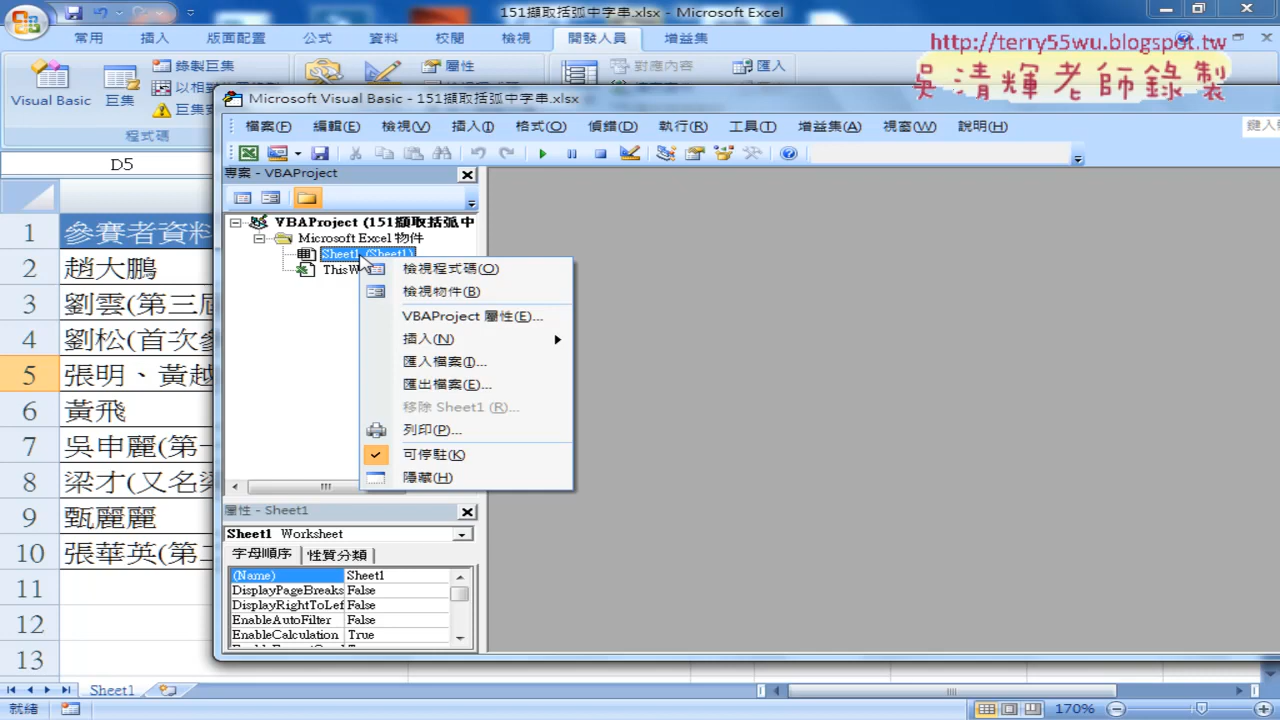 151擷取括弧中字串.xlsx - Microsoft Excel
常用 插入 版面配置 公式 資料 校閱 檢視 開發人員 增益集
http://terry55wu.blogspot.tw
吳清輝老師錄製
Visual Basic 巨集 錄製巨集 屬性 對應內容 匯入
程式碼
Microsoft Visual Basic - 151擷取括弧中字串.xlsx
檔案(F) 編輯(E) 檢視(V) 插入(I) 格式(O) 偵錯(D) 執行(R) 工具(T) 增益集(A) 視窗(W) 說明(H)
D5
專案 - VBAProject
VBAProject (151擷取括弧中
Microsoft Excel 物件
Sheet1 (Sheet1)
ThisW
檢視程式碼(O)
檢視物件(B)
VBAProject 屬性(E)...
插入(N)
匯入檔案(I)...
匯出檔案(E)...
移除 Sheet1 (R)...
列印(P)...
可停駐(K)
隱藏(H)
1 參賽者資料
2 趙大鵬
3 劉雲(第三屆
4 劉松(首次參
5 張明、黃越
6 黃飛
7 吳申麗(第一
8 梁才(又名梁
9 甄麗麗
10 張華英(第二
11
12
13
屬性 - Sheet1
Sheet1 Worksheet
字母順序 性質分類
(Name) Sheet1
DisplayPageBreaks False
DisplayRightToLef False
EnableAutoFilter False
EnableCalculation True
Sheet1
就緒
170%